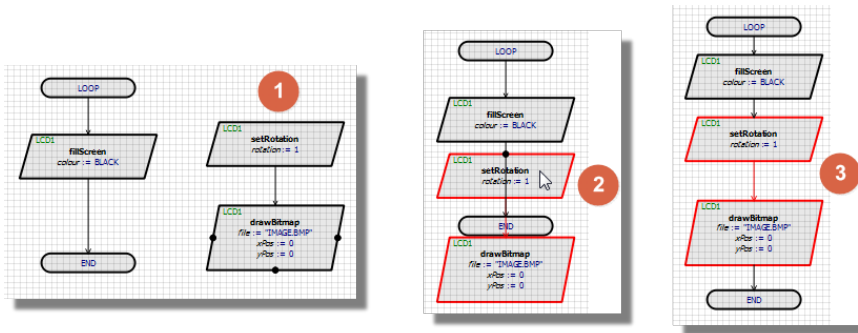 LOOP
LCD1
fillScreen
colour := BLACK
END
1
LCD1
setRotation
rotation := 1
LCD1
drawBitmap
file := "IMAGE.BMP"
xPos := 0
yPos := 0
LOOP
LCD1
fillScreen
colour := BLACK
LCD1
setRotation
rotation := 1
2
END
LCD1
drawBitmap
file := "IMAGE.BMP"
xPos := 0
yPos := 0
LOOP
LCD1
fillScreen
colour := BLACK
LCD1
setRotation
rotation := 1
3
LCD1
drawBitmap
file := "IMAGE.BMP"
xPos := 0
yPos := 0
END